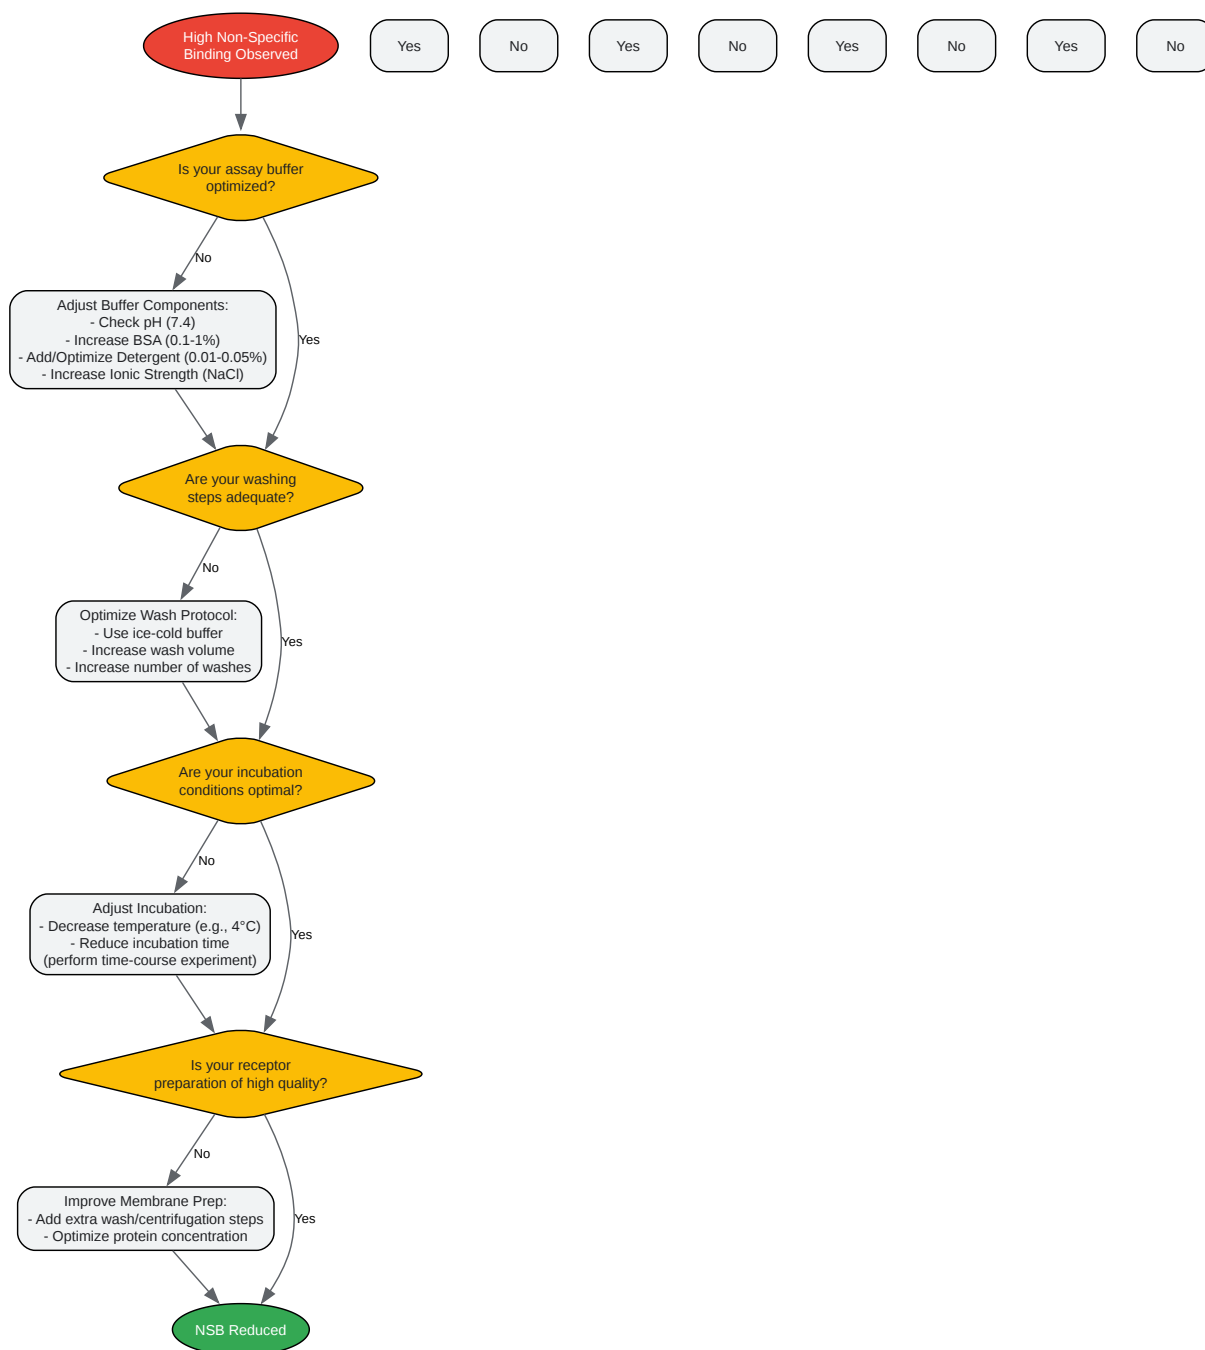 High Non-Specific
Binding Observed
Yes
No
Yes
No
Yes
No
Yes
No
Is your assay buffer
optimized?
No
Adjust Buffer Components:
- Check pH (7.4)
- Increase BSA (0.1-1%)
- Add/Optimize Detergent (0.01-0.05%)
- Increase Ionic Strength (NaCl)
Yes
Are your washing
steps adequate?
No
Optimize Wash Protocol:
- Use ice-cold buffer
- Increase wash volume
- Increase number of washes
Yes
Are your incubation
conditions optimal?
No
Adjust Incubation:
- Decrease temperature (e.g., 4°C)
- Reduce incubation time
(perform time-course experiment)
Yes
Is your receptor
preparation of high quality?
No
Improve Membrane Prep:
- Add extra wash/centrifugation steps
- Optimize protein concentration
Yes
NSB Reduced